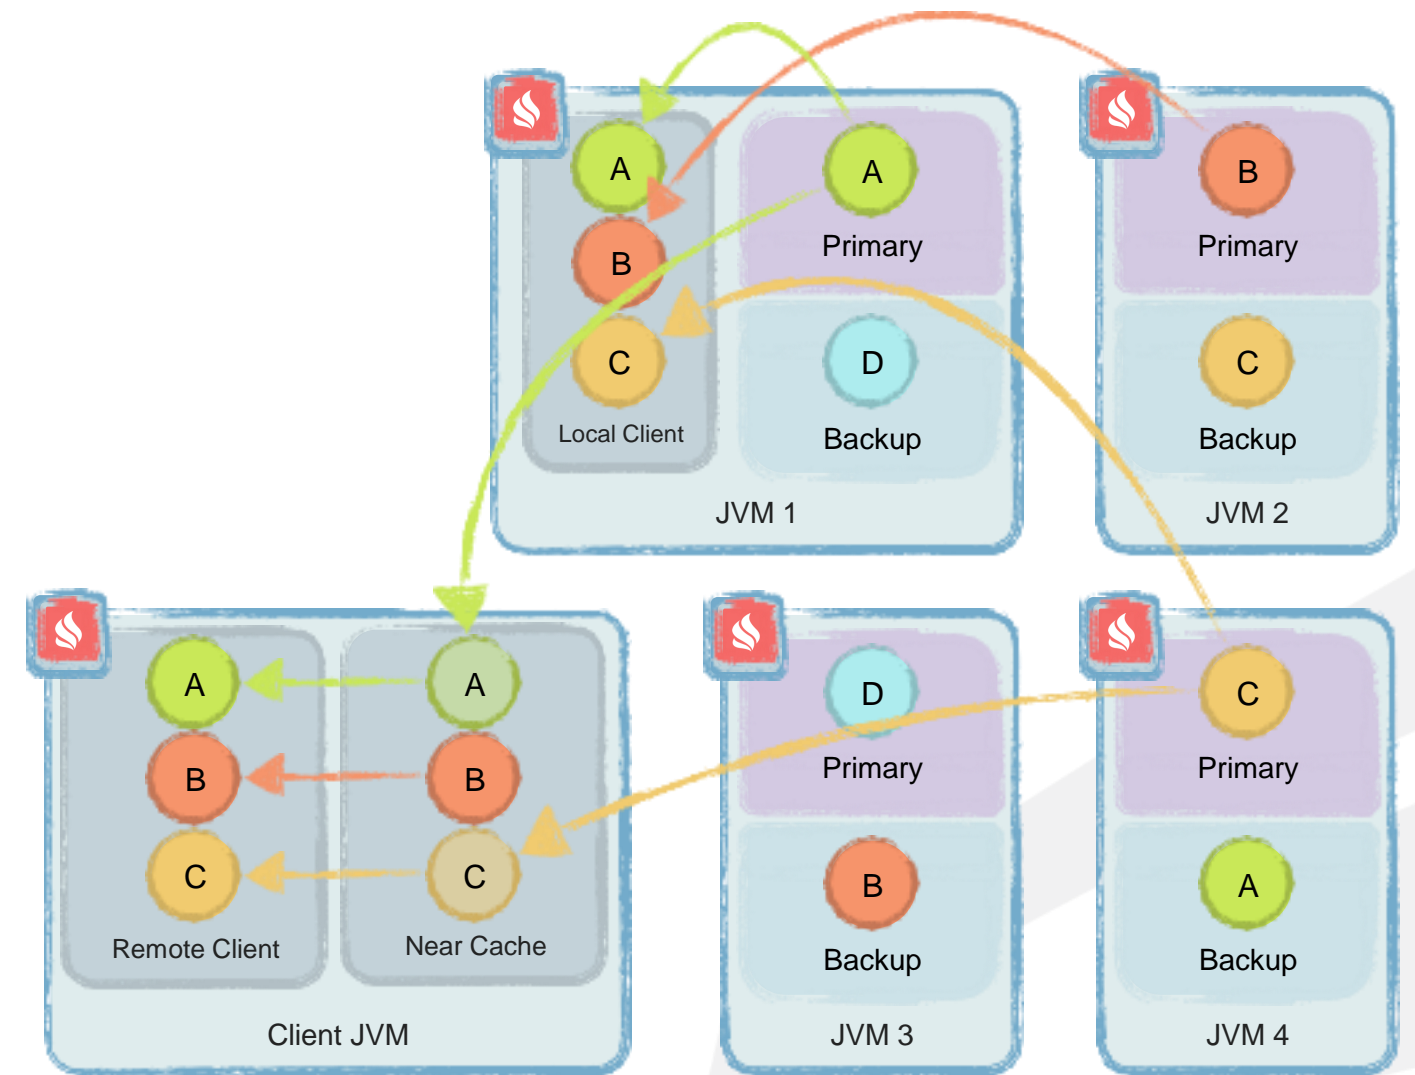 A
B
C
Local Client
A
Primary
D
Backup
JVM 1
B
Primary
C
Backup
JVM 2
A
B
C
Remote Client
A
B
C
Near Cache
Client JVM
D
Primary
B
Backup
JVM 3
C
Primary
A
Backup
JVM 4